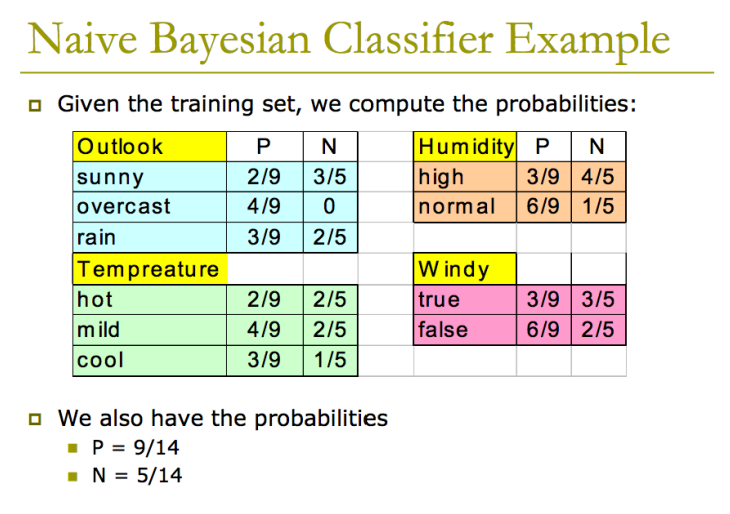 Naive Bayesian Classifier Example
Given the training set, we compute the probabilities:
Outlook P N
sunny 2/9 3/5
overcast 4/9 0
rain 3/9 2/5
Tempreature
hot 2/9 2/5
mild 4/9 2/5
cool 3/9 1/5
Humidity P N
high 3/9 4/5
normal 6/9 1/5
Windy
true 3/9 3/5
false 6/9 2/5
We also have the probabilities
P = 9/14
N = 5/14